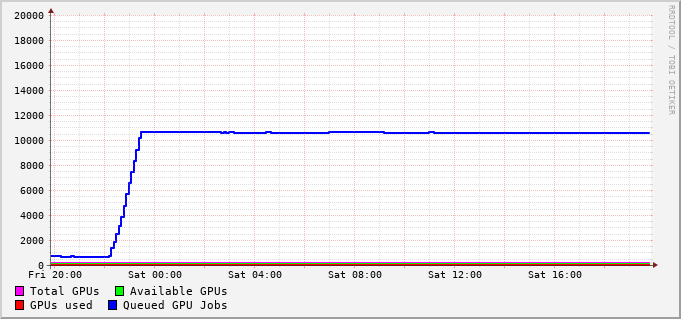 20000
18000
16000
14000
12000
10000
8000
6000
4000
2000
0
Fri 20:00 Sat 00:00 Sat 04:00 Sat 08:00 Sat 12:00 Sat 16:00
Total GPUs Available GPUs
GPUs used Queued GPU Jobs
RRDTOOL / TOBI OETIKER